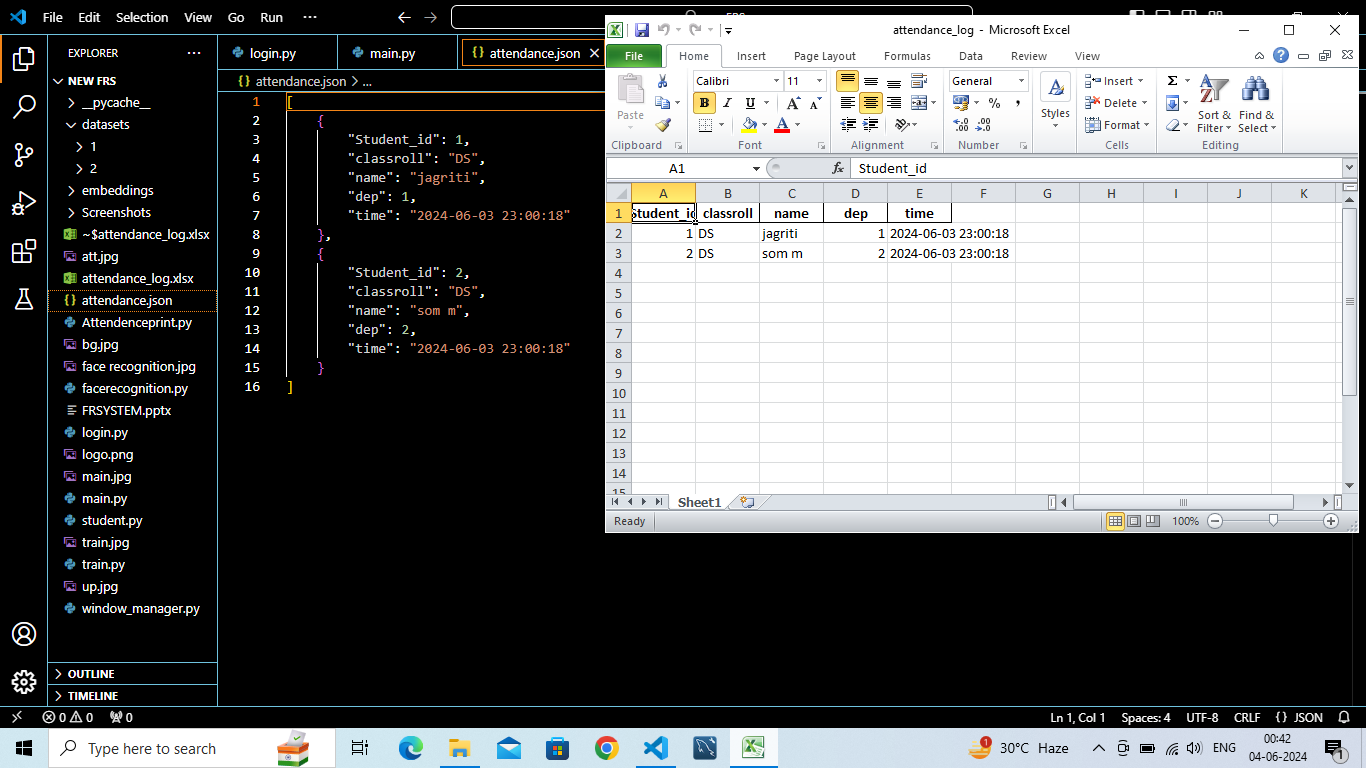 File Edit Selection View Go Run ···
EXPLORER ···
NEW FRS
__pycache__
datasets
1
2
embeddings
Screenshots
~$attendance_log.xlsx
att.jpg
attendance_log.xlsx
attendance.json
Attendenceprint.py
bg.jpg
face recognition.jpg
facerecognition.py
FRSYSTEM.pptx
login.py
logo.png
main.jpg
main.py
student.py
train.jpg
train.py
up.jpg
window_manager.py
OUTLINE
TIMELINE
login.py main.py {} attendance.json ×
{} attendance.json > ...
1 [
2 {
3 "Student_id": 1,
4 "classroll": "DS",
5 "name": "jagriti",
6 "dep": 1,
7 "time": "2024-06-03 23:00:18"
8 },
9 {
10 "Student_id": 2,
11 "classroll": "DS",
12 "name": "som m",
13 "dep": 2,
14 "time": "2024-06-03 23:00:18"
15 }
16 ]
attendance_log - Microsoft Excel
File Home Insert Page Layout Formulas Data Review View
Paste
Clipboard
Calibri 11
B I U A A
A
Font
Alignment
General
% ,
Number
Styles
Insert
Delete
Format
Cells
Σ
Sort & Filter
Find & Select
Editing
A1 fx Student_id
A B C D E F G H I J K
1 Student_id classroll name dep time
2 1 DS jagriti 1 2024-06-03 23:00:18
3 2 DS som m 2 2024-06-03 23:00:18
4
5
6
7
8
9
10
11
12
13
14
15
Sheet1
Ready 100%
0 0 0 Ln 1, Col 1 Spaces: 4 UTF-8 CRLF {} JSON
Type here to search 30°C Haze ENG 00:42
04-06-2024
1